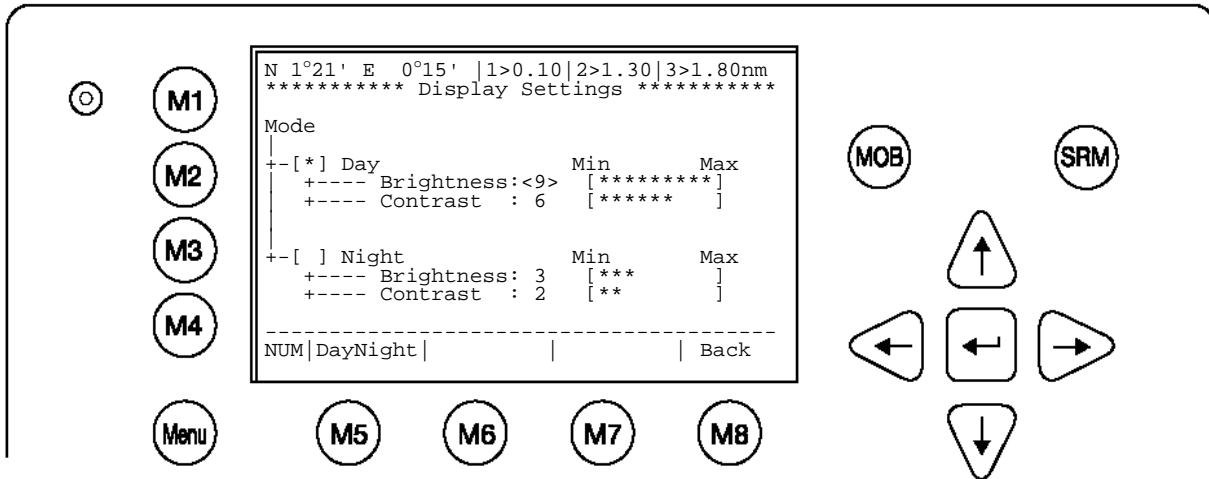 N 1°21' E 0°15' |1>0.10|2>1.30|3>1.80nm
*********** Display Settings ***********
Mode
|
+-[*] Day Min Max
| +---- Brightness:<9> [*********]
| +---- Contrast : 6 [****** ]
|
|
+-[ ] Night Min Max
+---- Brightness: 3 [*** ]
+---- Contrast : 2 [** ]
--------------------------------------
NUM|DayNight| | | Back
M1
M2
M3
M4
Menu
M5
M6
M7
M8
MOB
SRM